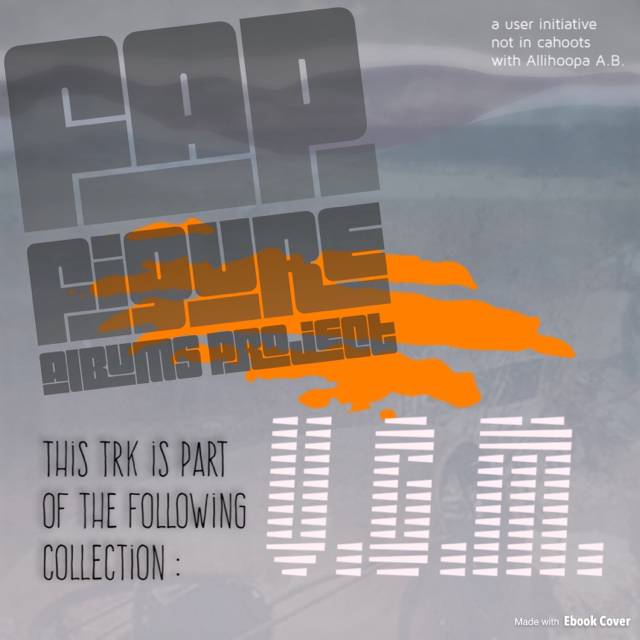 a user initiative
not in cahoots
with Allihoopa A.B.
FAP
FiGURE
ALBUMS PROJECT
THiS TRK iS PART
OF THE FOLLOWiNG
COLLECTiON :
V.G.M.
Made with Ebook Cover